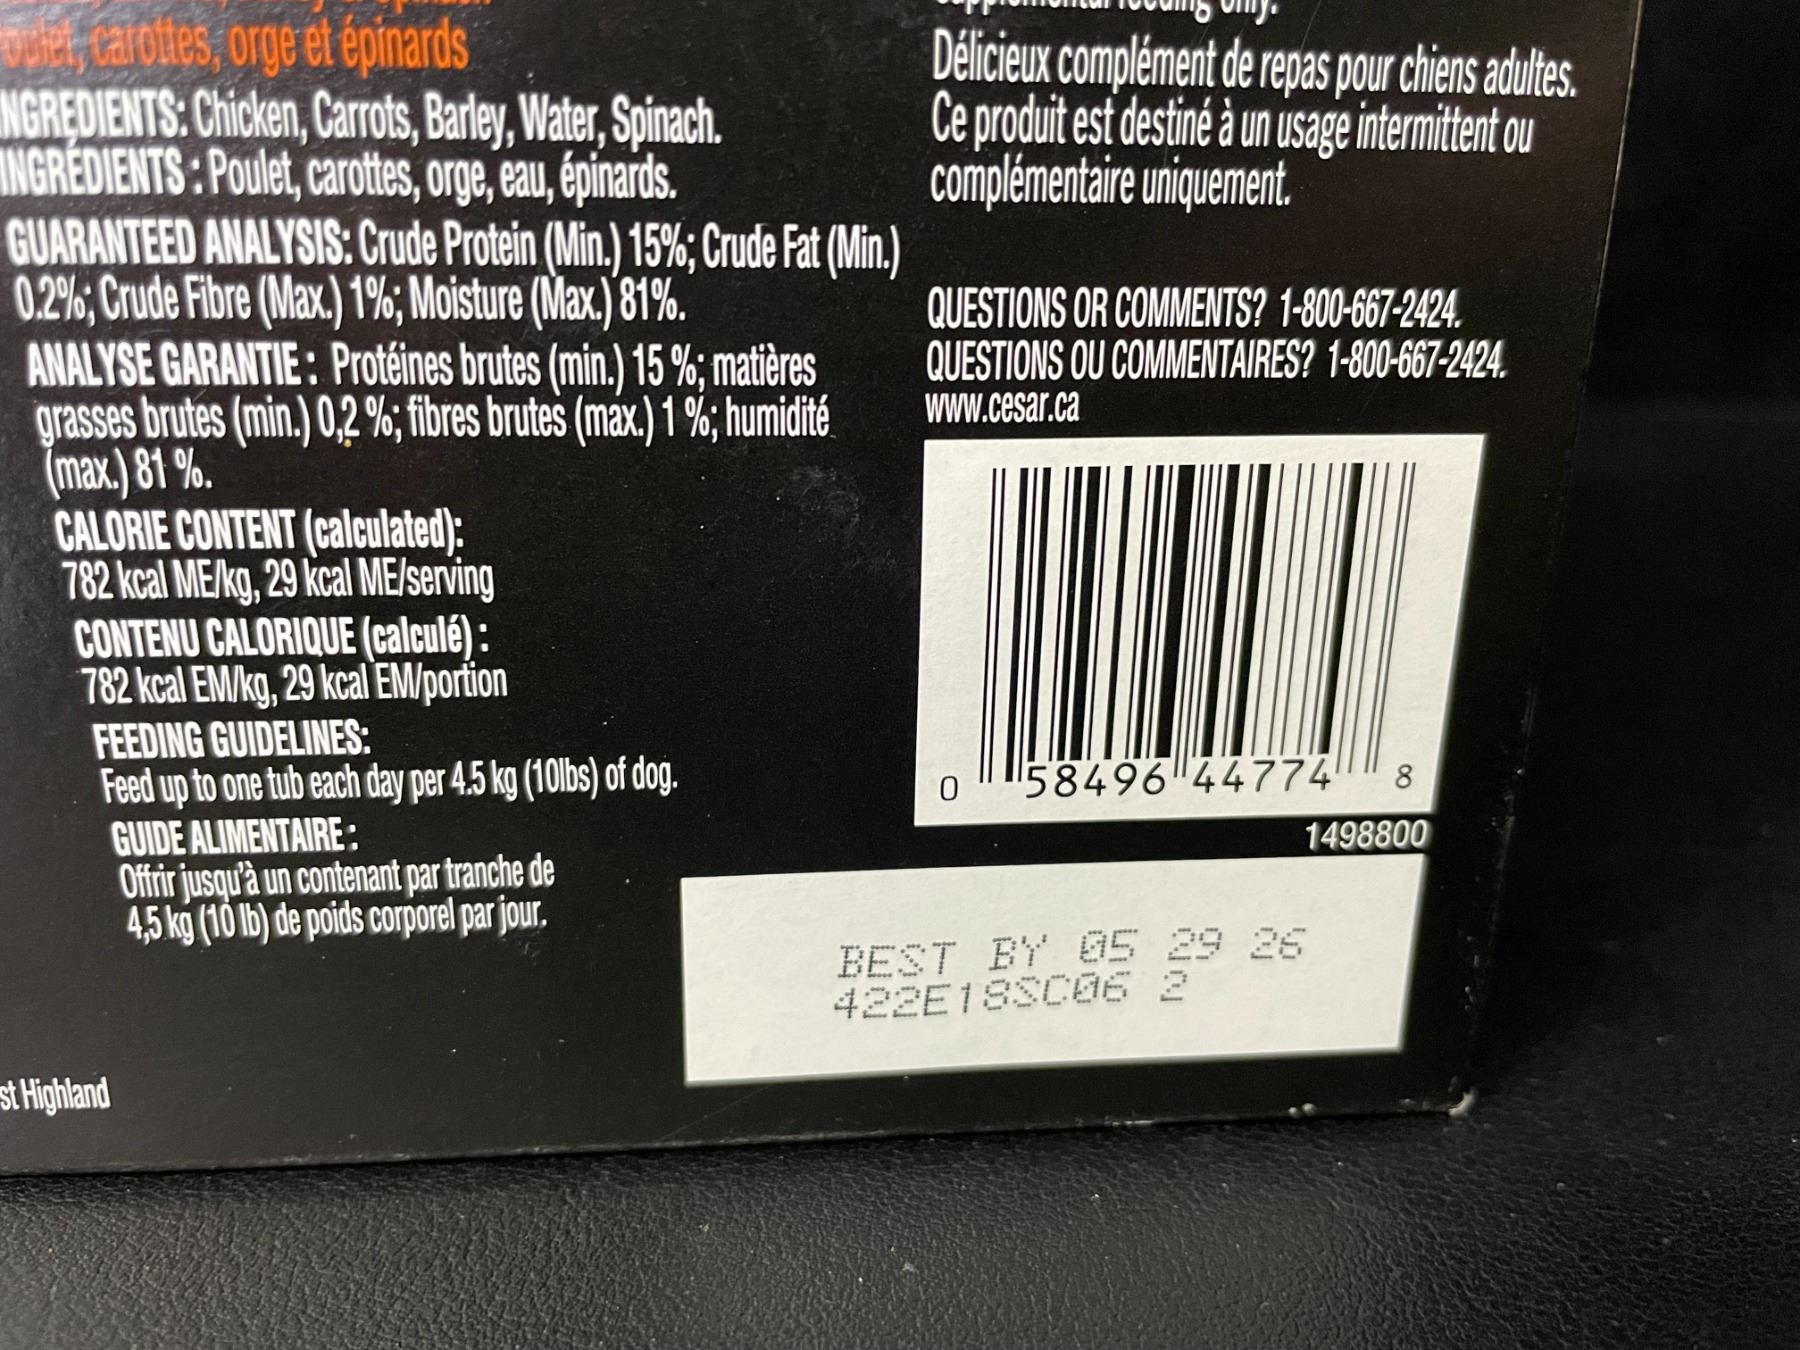 carottes, orge et épinards
INGREDIENTS: Chicken, Carrots, Barley, Water, Spinach.
INGRÉDIENTS : Poulet, carottes, orge, eau, épinards.
GUARANTEED ANALYSIS: Crude Protein (Min.) 15%; Crude Fat (Min.)
0.2%; Crude Fibre (Max.) 1%; Moisture (Max.) 81%.
ANALYSE GARANTIE : Protéines brutes (min.) 15 %; matières
grasses brutes (min.) 0,2 %; fibres brutes (max.) 1 %; humidité
(max.) 81 %.
CALORIE CONTENT (calculated):
782 kcal ME/kg, 29 kcal ME/serving
CONTENU CALORIQUE (calculé) :
782 kcal EM/kg, 29 kcal EM/portion
FEEDING GUIDELINES:
Feed up to one tub each day per 4.5 kg (10lbs) of dog.
GUIDE ALIMENTAIRE :
Offrir jusqu'à un contenant par tranche de
4,5 kg (10 lb) de poids corporel par jour.
st Highland
only.
Délicieux complément de repas pour chiens adultes.
Ce produit est destiné à un usage intermittent ou
complémentaire uniquement.
QUESTIONS OR COMMENTS? 1-800-667-2424.
QUESTIONS OU COMMENTAIRES? 1-800-667-2424.
www.cesar.ca
0 58496 44774 8
1498800
BEST BY 05 29 26
422E18SC06 2